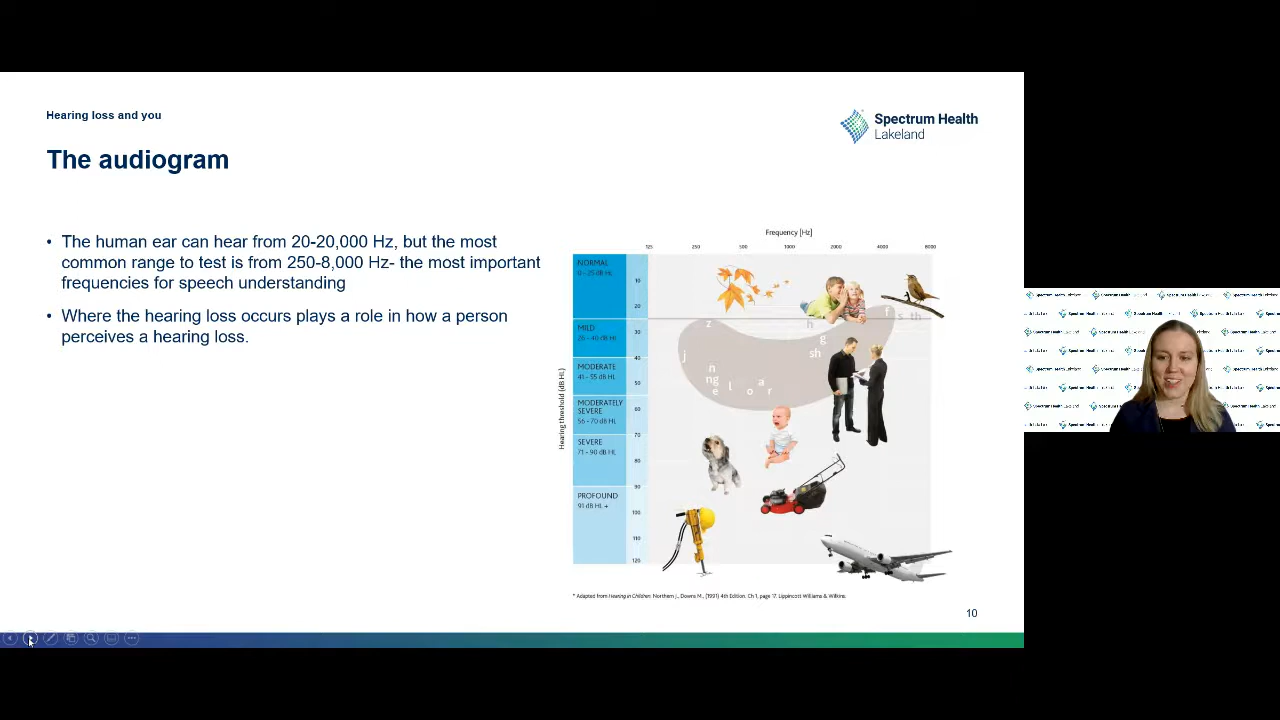 Hearing loss and you
Spectrum Health
Lakeland
The audiogram
• The human ear can hear from 20-20,000 Hz, but the most
common range to test is from 250-8,000 Hz- the most important
frequencies for speech understanding
• Where the hearing loss occurs plays a role in how a person
perceives a hearing loss.
Frequency [Hz]
125 250 500 1000 2000 4000 8000
Hearing threshold (dB HL)
NORMAL
0 - 25 dB HL
10
20
MILD
26 - 40 dB HL
30
40
MODERATE
41 - 55 dB HL
50
MODERATELY
SEVERE
56 - 70 dB HL
60
70
SEVERE
71 - 90 dB HL
80
90
PROFOUND
91 dB HL +
100
110
120
z h f s th
g
j sh
n
ng
e l o a r
* Adapted from Hearing in Children: Northern J., Downs M., (1991) 4th Edition. Ch 1, page 17. Lippincott Williams & Wilkins.
10
Spectrum Health